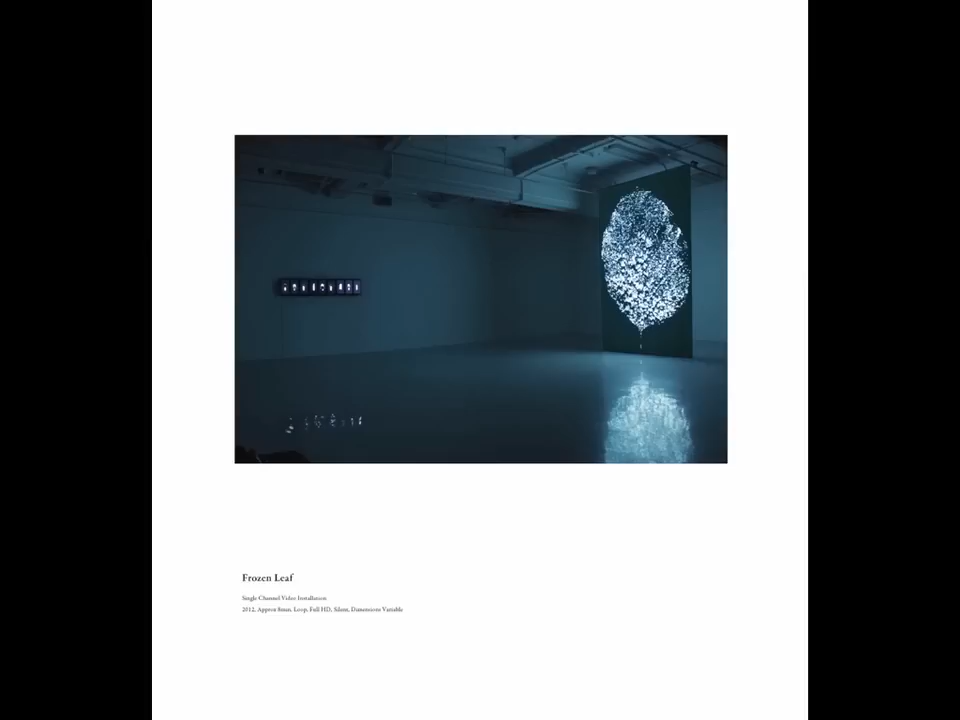 Frozen Leaf
Single Channel Video Installation
2012, Approx 8min. Loop, Full HD, Silent, Dimensions Variable